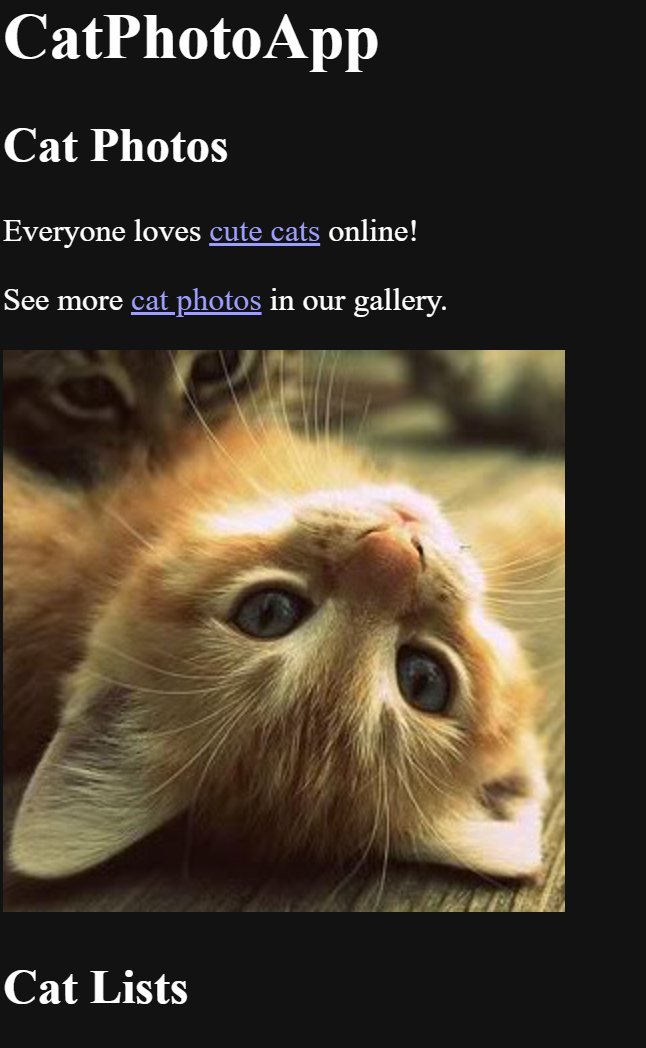 CatPhotoApp
Cat Photos
Everyone loves cute cats online!
See more cat photos in our gallery.
Cat Lists